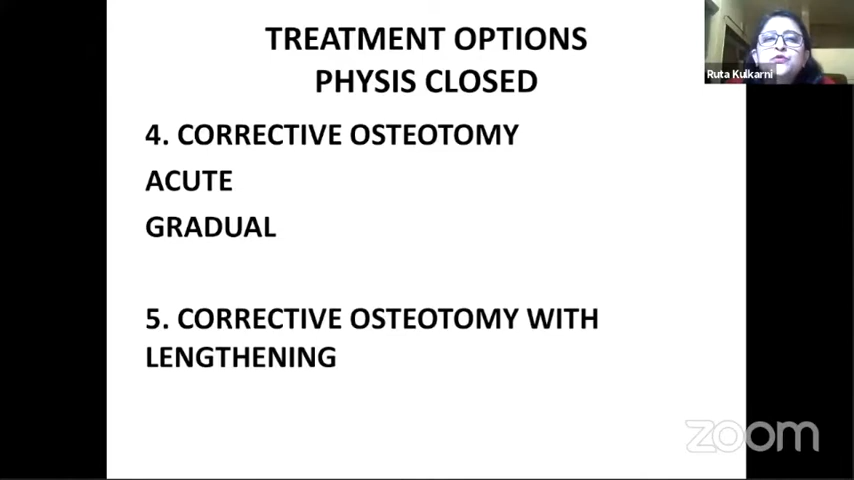 TREATMENT OPTIONS
PHYSIS CLOSED
Ruta Kulkarni
4. CORRECTIVE OSTEOTOMY
ACUTE
GRADUAL
5. CORRECTIVE OSTEOTOMY WITH
LENGTHENING
zoom